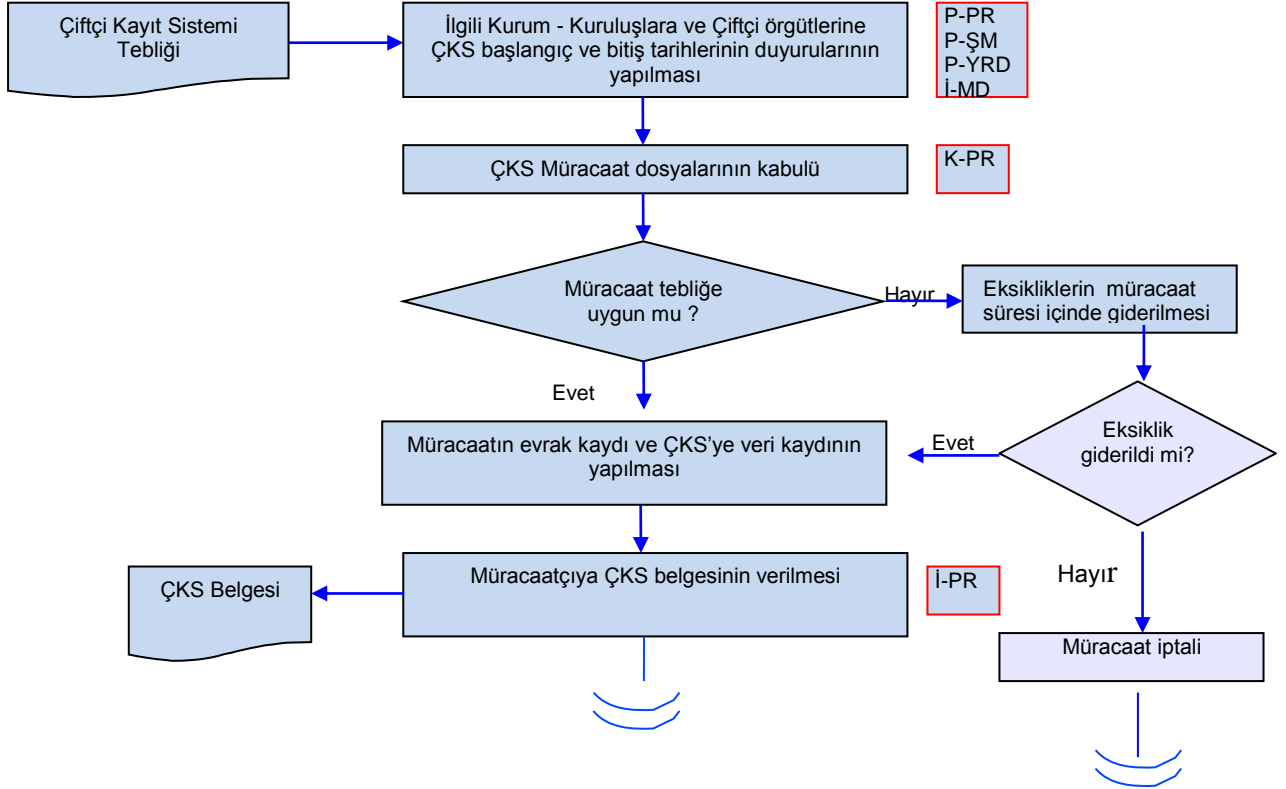 Çiftçi Kayıt Sistemi
Tebliği
İlgili Kurum - Kuruluşlara ve Çiftçi örgütlerine
ÇKS başlangıç ve bitiş tarihlerinin duyurularının
yapılması
P-PR
P-ŞM
P-YRD
İ-MD
ÇKS Müracaat dosyalarının kabulü
K-PR
Müracaat tebliğe
uygun mu ?
Hayır
Eksikliklerin müracaat
süresi içinde giderilmesi
Evet
Müracaatın evrak kaydı ve ÇKS’ye veri kaydının
yapılması
Evet
Eksiklik
giderildi mi?
Müracaatçıya ÇKS belgesinin verilmesi
İ-PR
ÇKS Belgesi
Hayır
Müracaat iptali